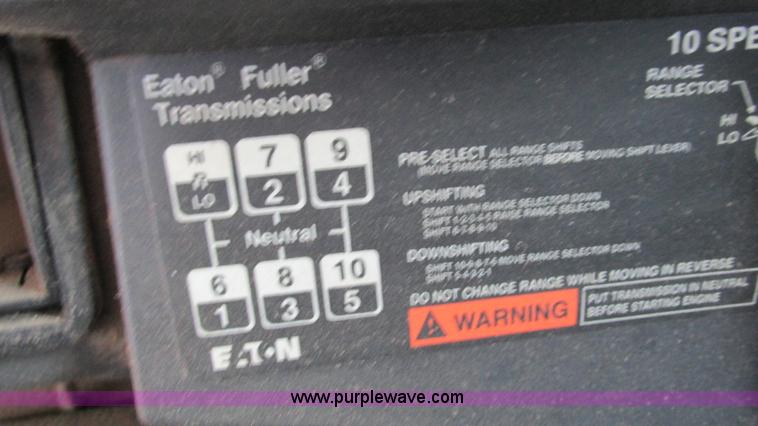 10 SPE
Eaton® Fuller®
Transmissions
RANGE
SELECTOR
HI
LO
HI
R
LO
7
2
9
4
Neutral
6
1
8
3
10
5
EATON
PRE-SELECT ALL RANGE SHIFTS
(MOVE RANGE SELECTOR BEFORE MOVING SHIFT LEVER)
UPSHIFTING
START WITH RANGE SELECTOR DOWN
SHIFT 1-2-3-4-5 RAISE RANGE SELECTOR
SHIFT 6-7-8-9-10
DOWNSHIFTING
SHIFT 10-9-8-7-6 MOVE RANGE SELECTOR DOWN
SHIFT 5-4-3-2-1
DO NOT CHANGE RANGE WHILE MOVING IN REVERSE.
WARNING
PUT TRANSMISSION IN NEUTRAL
BEFORE STARTING ENGINE
www.purplewave.com